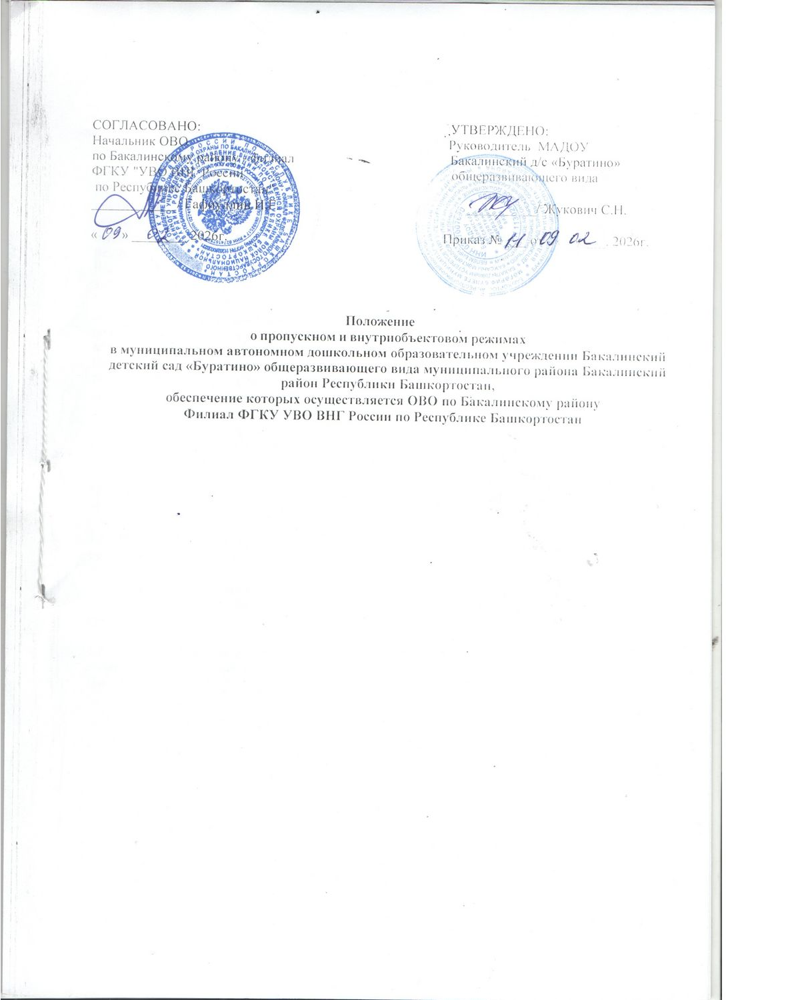 СОГЛАСОВАНО:
Начальник ОВО
по Бакалинскому району - филиал
ФГКУ "УВО ВНГ России
по Республике Башкортостан"
Гафиуллин И.Г.
«09» 02 2026г.
УТВЕРЖДЕНО:
Руководитель МАДОУ
Бакалинский д/с «Буратино»
общеразвивающего вида
/ Жукович С.Н.
Приказ № 11 от 09 02 2026г.
Положение
о пропускном и внутриобъектовом режимах
в муниципальном автономном дошкольном образовательном учреждении Бакалинский
детский сад «Буратино» общеразвивающего вида муниципального района Бакалинский
район Республики Башкортостан,
обеспечение которых осуществляется ОВО по Бакалинскому району
Филиал ФГКУ УВО ВНГ России по Республике Башкортостан